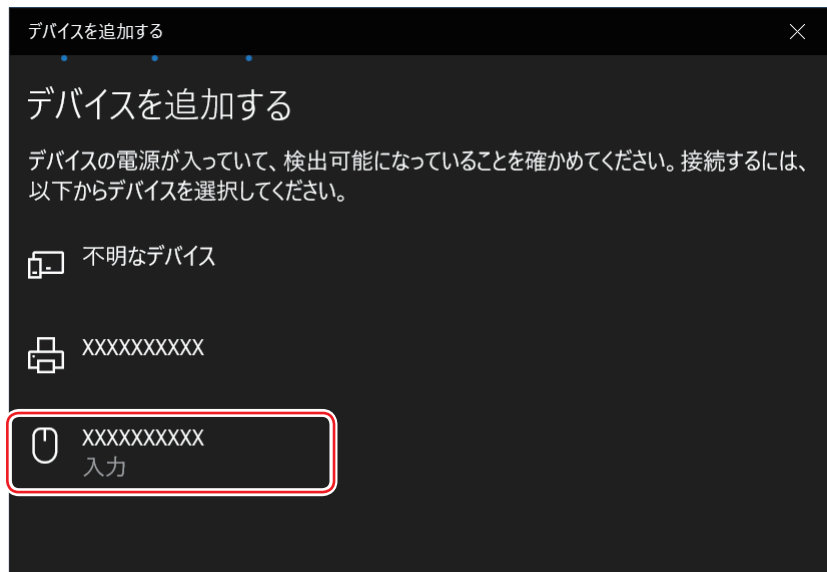 デバイスを追加する
デバイスを追加する
デバイスの電源が入っていて、検出可能になっていることを確かめてください。接続するには、
以下からデバイスを選択してください。
不明なデバイス
XXXXXXXXXX
XXXXXXXXXX
入力